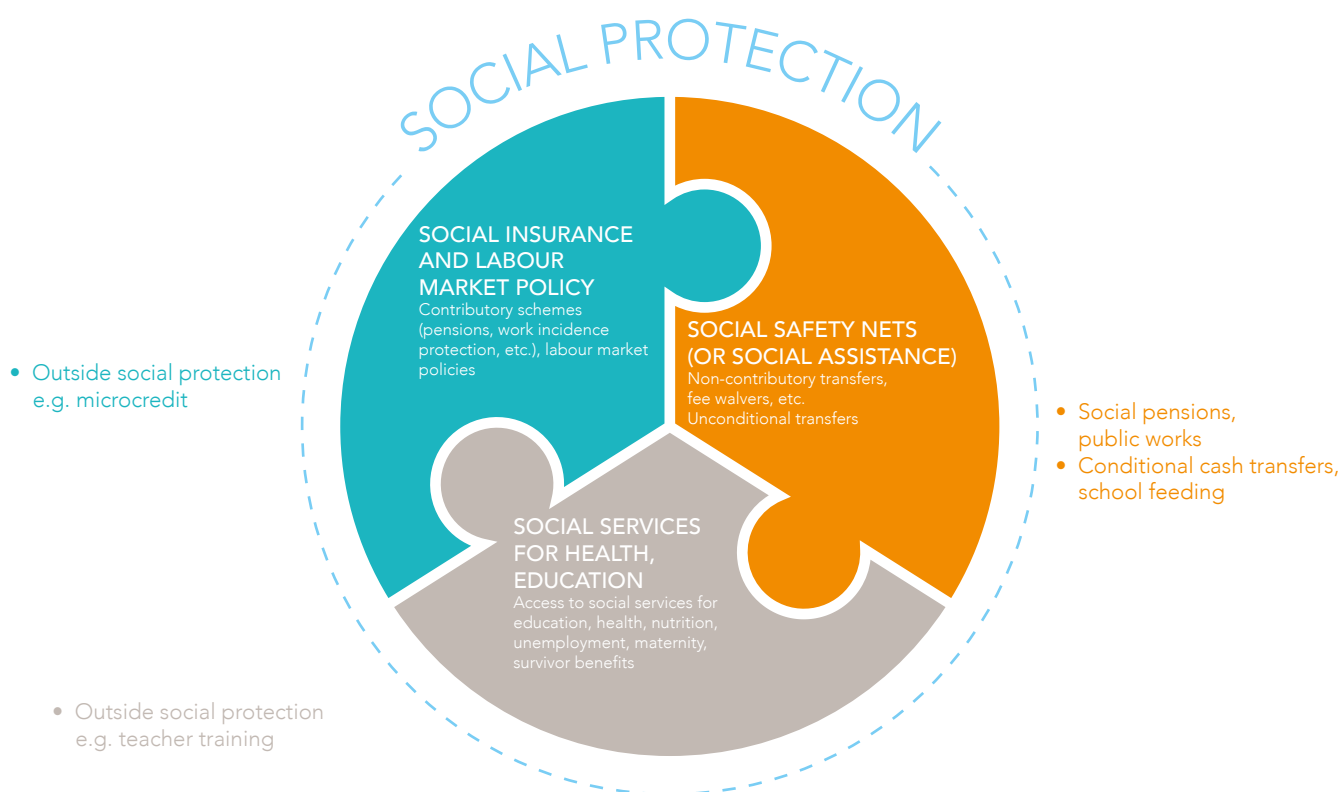 SOCIAL PROTECTION
SOCIAL INSURANCE
AND LABOUR
MARKET POLICY
Contributory schemes
(pensions, work incidence
protection, etc.), labour market
policies
SOCIAL SAFETY NETS
(OR SOCIAL ASSISTANCE)
Non-contributory transfers,
fee walvers, etc.
Unconditional transfers
• Outside social protection
e.g. microcredit
• Social pensions,
public works
• Conditional cash transfers,
school feeding
SOCIAL SERVICES
FOR HEALTH,
EDUCATION
Access to social services for
education, health, nutrition,
unemployment, maternity,
survivor benefits
• Outside social protection
e.g. teacher training